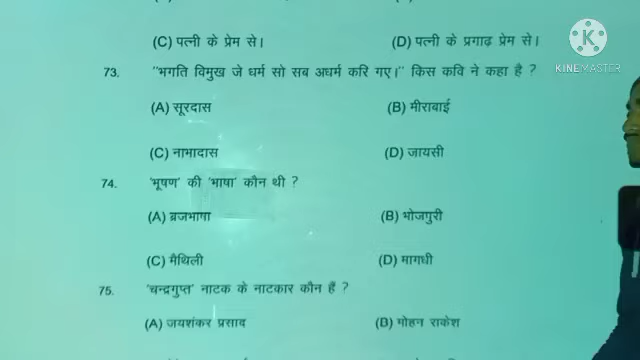 (C) पत्नी के प्रेम से। (D) पत्नी के प्रगाढ़ प्रेम से।
KINEMASTER
73. "भगति विमुख जे धर्म सो सब अधर्म करि गए।" किस कवि ने कहा है ?
(A) सूरदास (B) मीराबाई
(C) नाभादास (D) जायसी
74. 'भूषण' की 'भाषा' कौन थी ?
(A) ब्रजभाषा (B) भोजपुरी
(C) मैथिली (D) मागधी
75. 'चन्द्रगुप्त' नाटक के नाटकार कौन हैं ?
(A) जयशंकर प्रसाद (B) मोहन राकेश